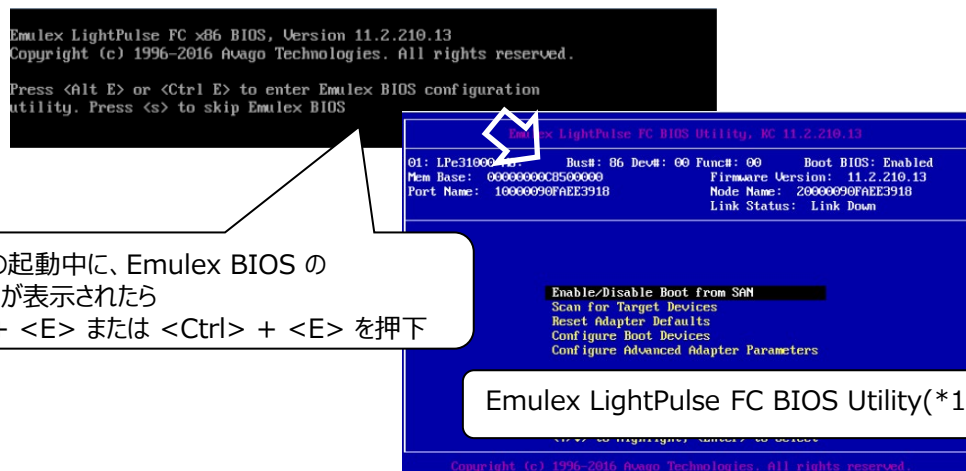 Emulex LightPulse FC x86 BIOS, Version 11.2.210.13
Copyright (c) 1996-2016 Avago Technologies. All rights reserved.
Press <Alt E> or <Ctrl E> to enter Emulex BIOS configuration
utility. Press <s> to skip Emulex BIOS
LightPulse FC BIOS Utility, KC 11.2.210.13
01: LPe31000 Bus#: 86 Dev#: 00 Func#: 00 Boot BIOS: Enabled
Mem Base: 00000000C8500000 Firmware Version: 11.2.210.13
Port Name: 10000090FAEE3918 Node Name: 20000090FAEE3918
Link Status: Link Down
の起動中に、Emulex BIOS の
が表示されたら
+ <E> または <Ctrl> + <E> を押下
Enable/Disable Boot from SAN
Scan for Target Devices
Reset Adapter Defaults
Configure Boot Devices
Configure Advanced Adapter Parameters
Emulex LightPulse FC BIOS Utility(*1
Copyright (c) 1996-2016 Avago Technologies. All rights reserved.